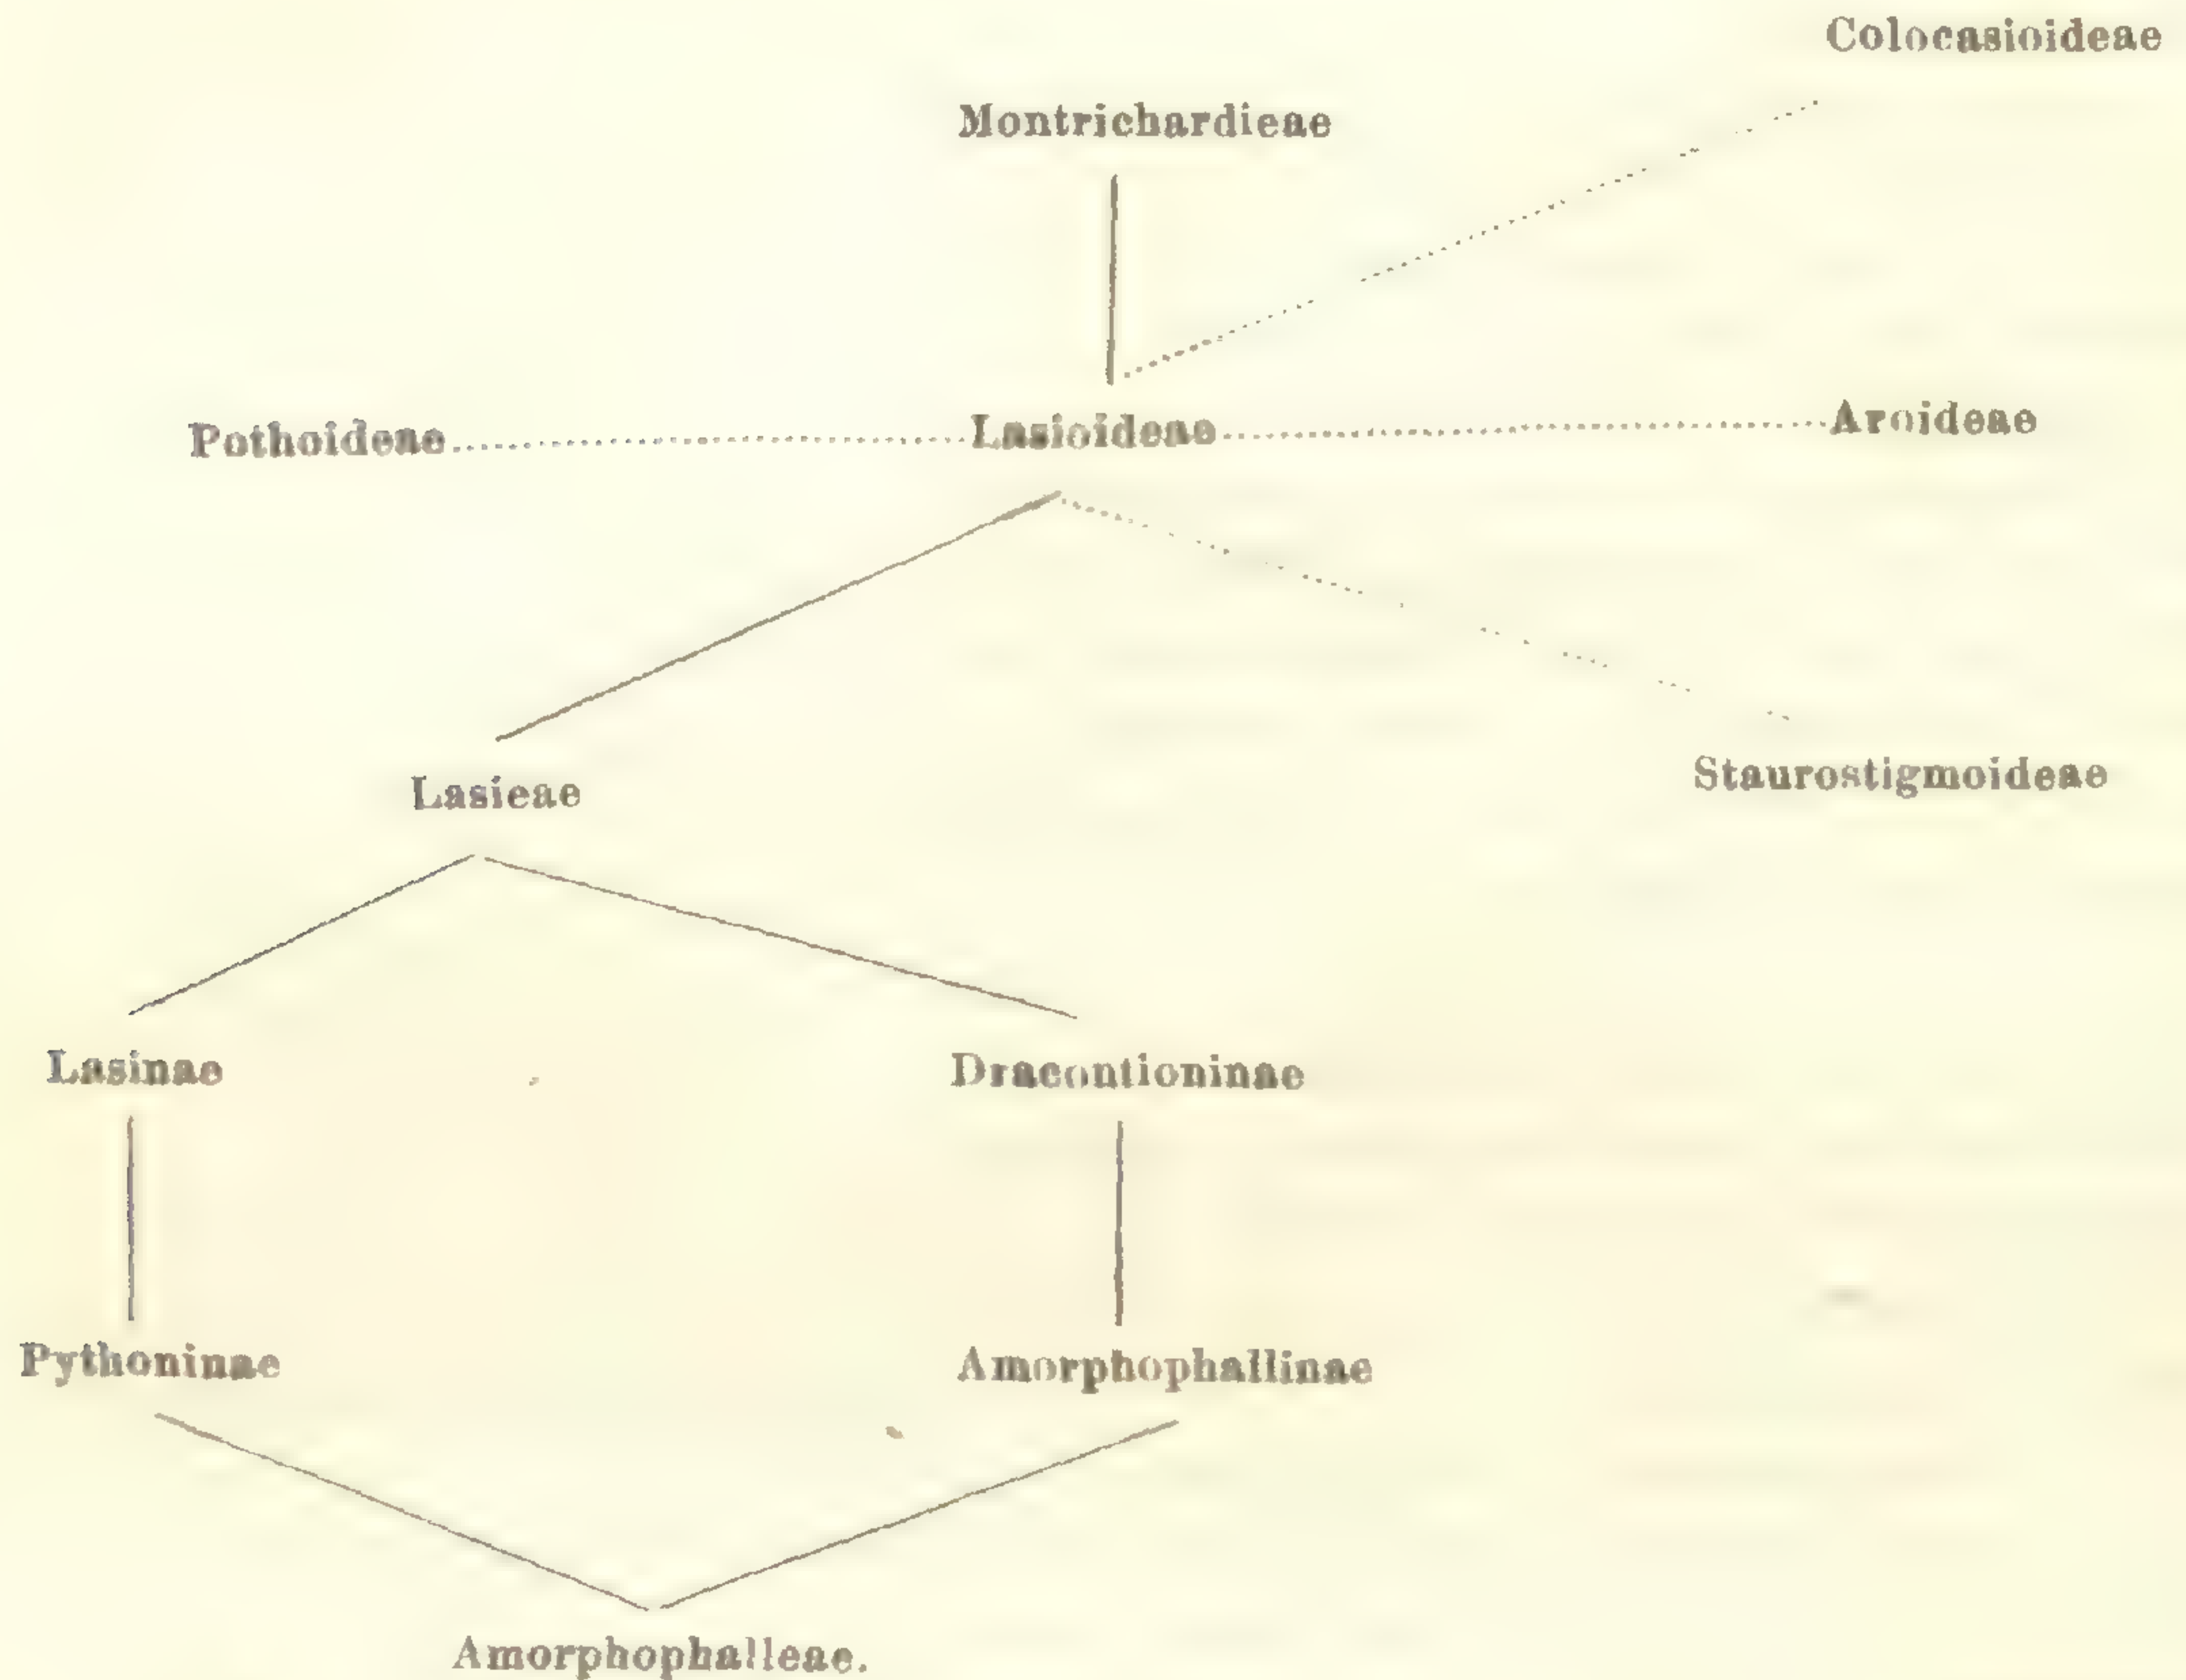 Colocasioideae
Montrichardieae
Pothoideae Lasioideae Aroideae
Lasieae
Staurostigmoideae
Lasinae Dracontioninae
Pythoninae Amorphophallinae
Amorphophalleae.